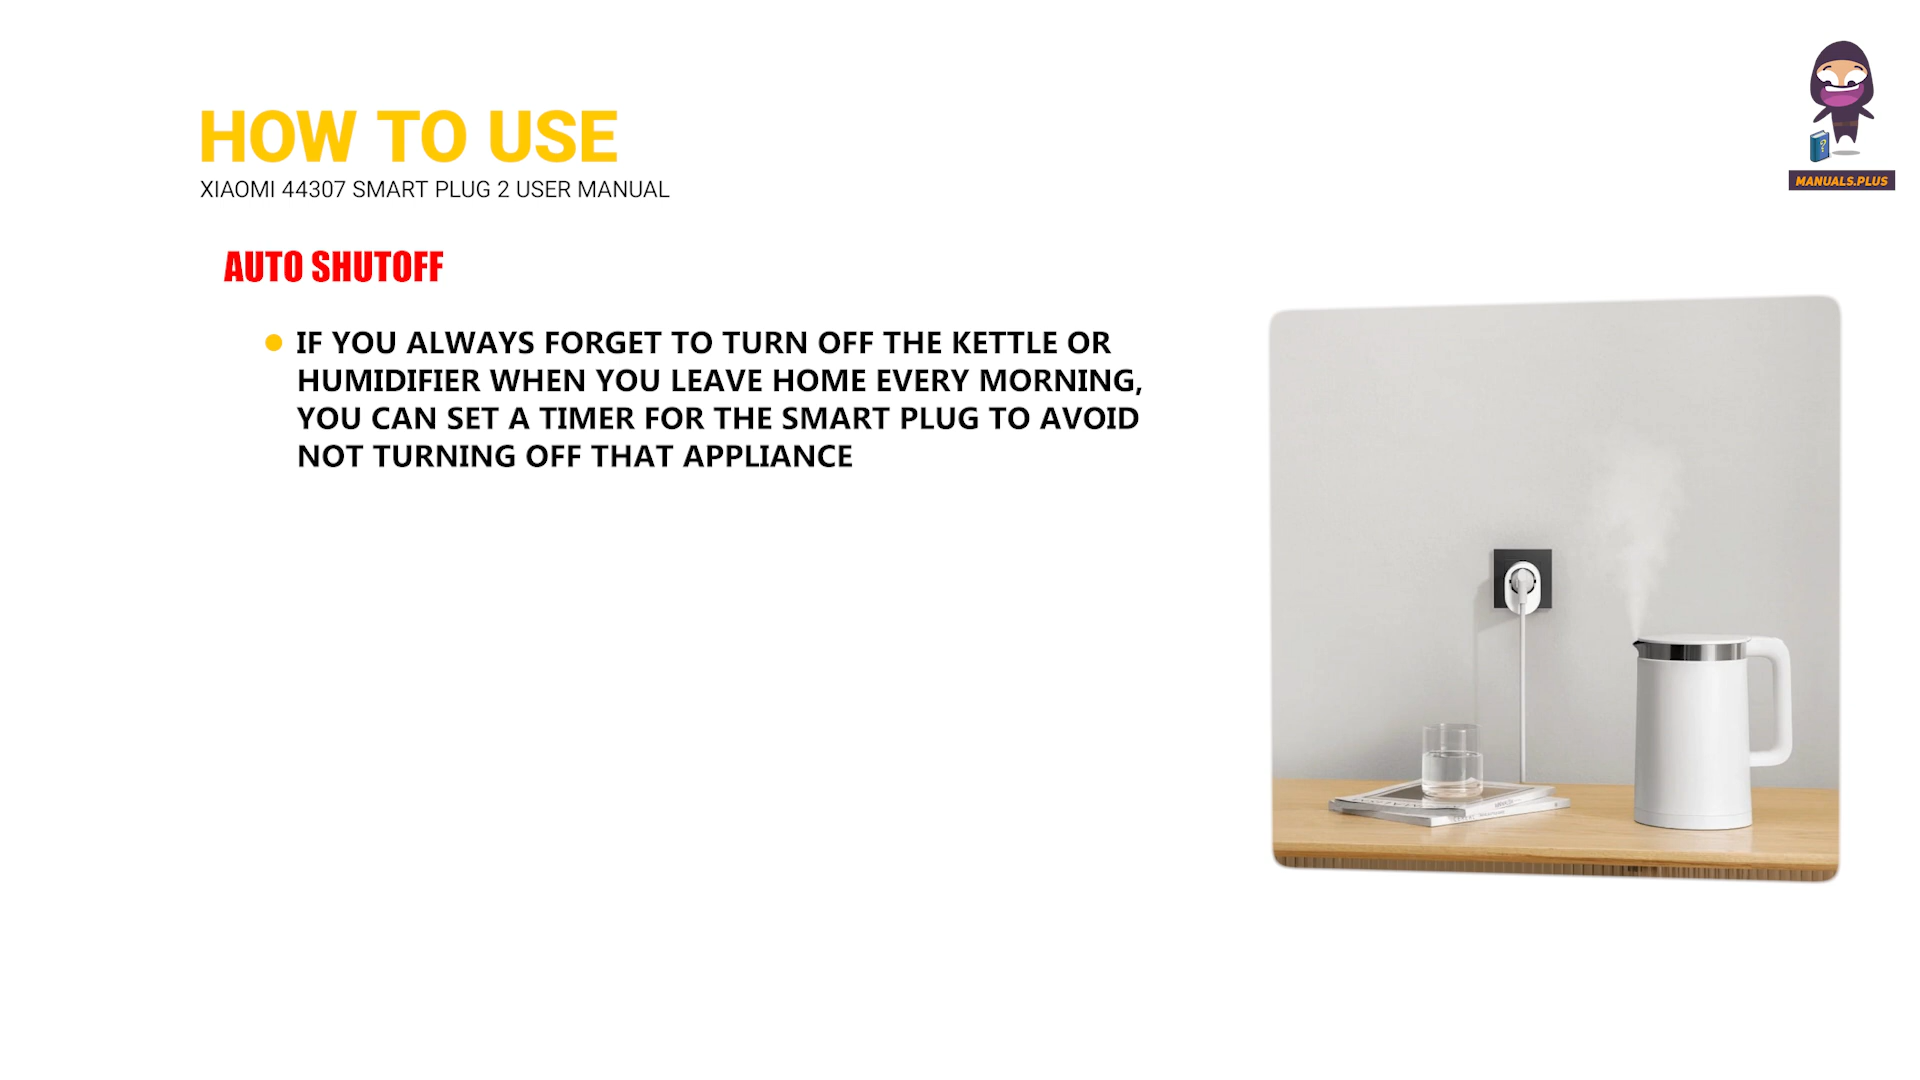 HOW TO USE
XIAOMI 44307 SMART PLUG 2 USER MANUAL
MANUALS.PLUS
AUTO SHUTOFF
IF YOU ALWAYS FORGET TO TURN OFF THE KETTLE OR
HUMIDIFIER WHEN YOU LEAVE HOME EVERY MORNING,
YOU CAN SET A TIMER FOR THE SMART PLUG TO AVOID
NOT TURNING OFF THAT APPLIANCE
?